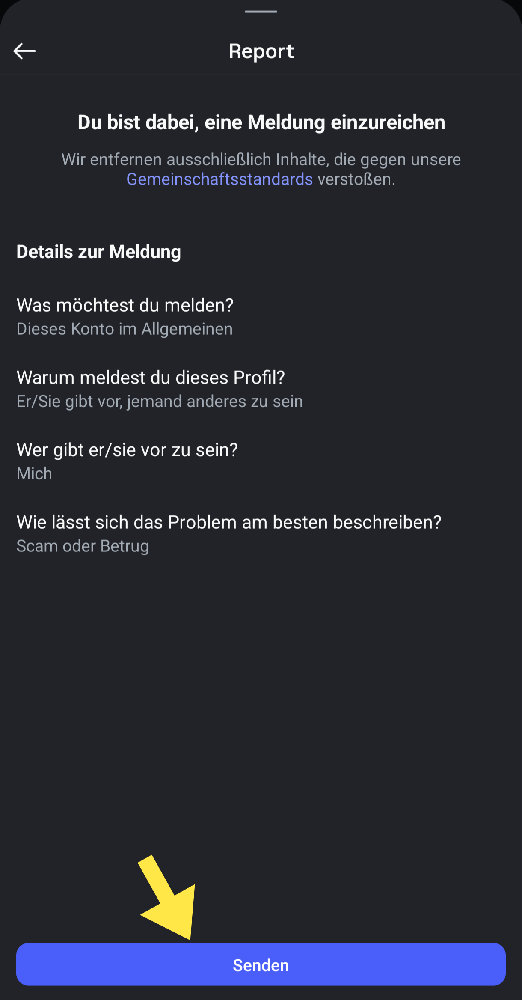 Report
Du bist dabei, eine Meldung einzureichen
Wir entfernen ausschließlich Inhalte, die gegen unsere
Gemeinschaftsstandards verstoßen.
Details zur Meldung
Was möchtest du melden?
Dieses Konto im Allgemeinen
Warum meldest du dieses Profil?
Er/Sie gibt vor, jemand anderes zu sein
Wer gibt er/sie vor zu sein?
Mich
Wie lässt sich das Problem am besten beschreiben?
Scam oder Betrug
Senden